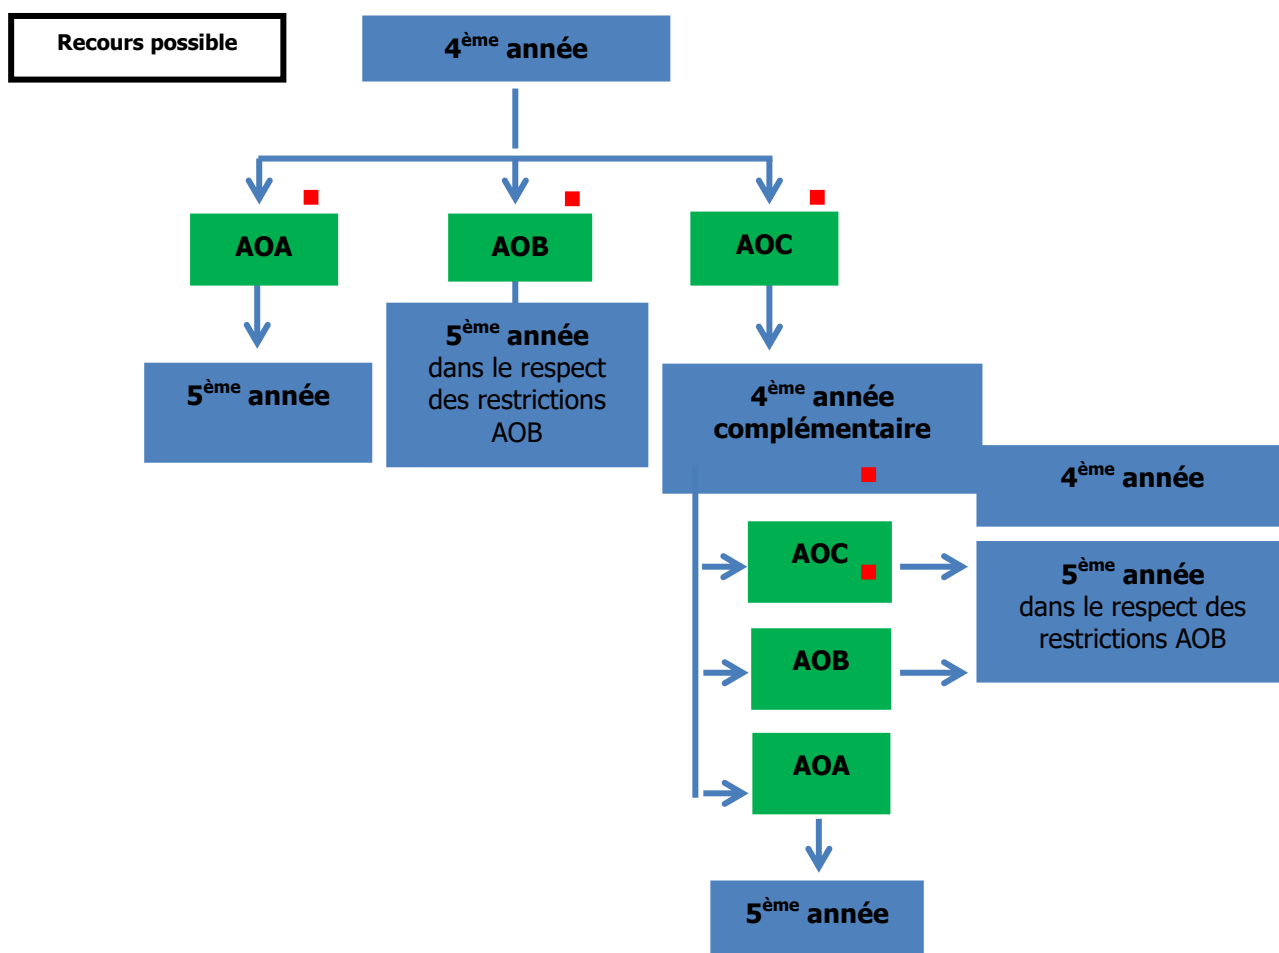 Recours possible
4ème année
AOA
AOB
AOC
5ème année
5ème année
dans le respect
des restrictions
AOB
4ème année
complémentaire
4ème année
AOC
5ème année
dans le respect des
restrictions AOB
AOB
AOA
5ème année